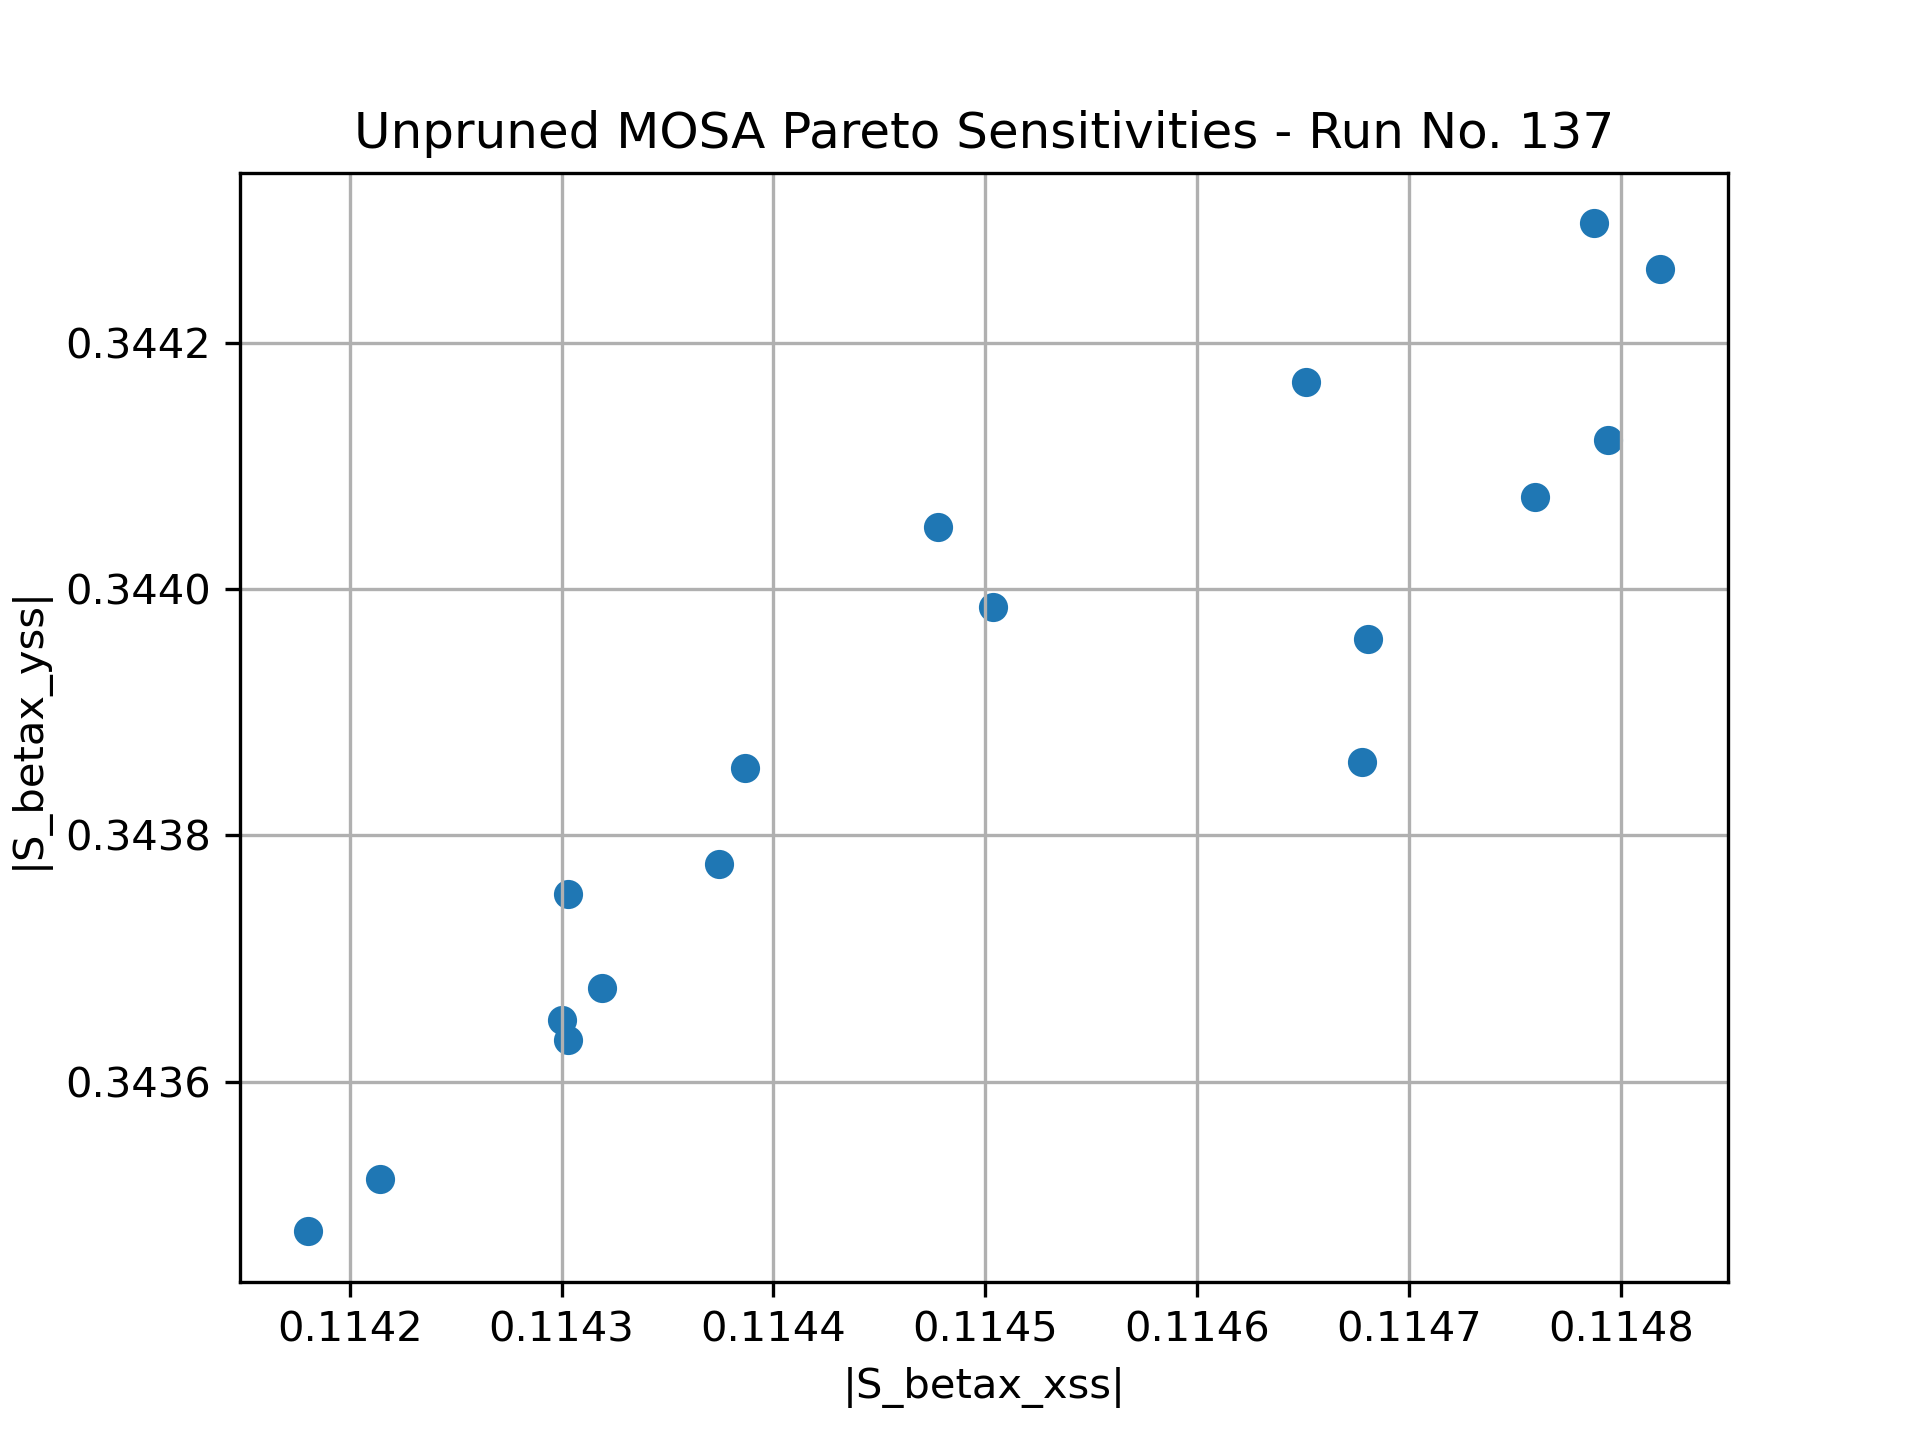 Unpruned MOSA Pareto Sensitivities - Run No. 137
|S_betax_yss|
0.3442
0.3440
0.3438
0.3436
0.1142 0.1143 0.1144 0.1145 0.1146 0.1147 0.1148
|S_betax_xss|